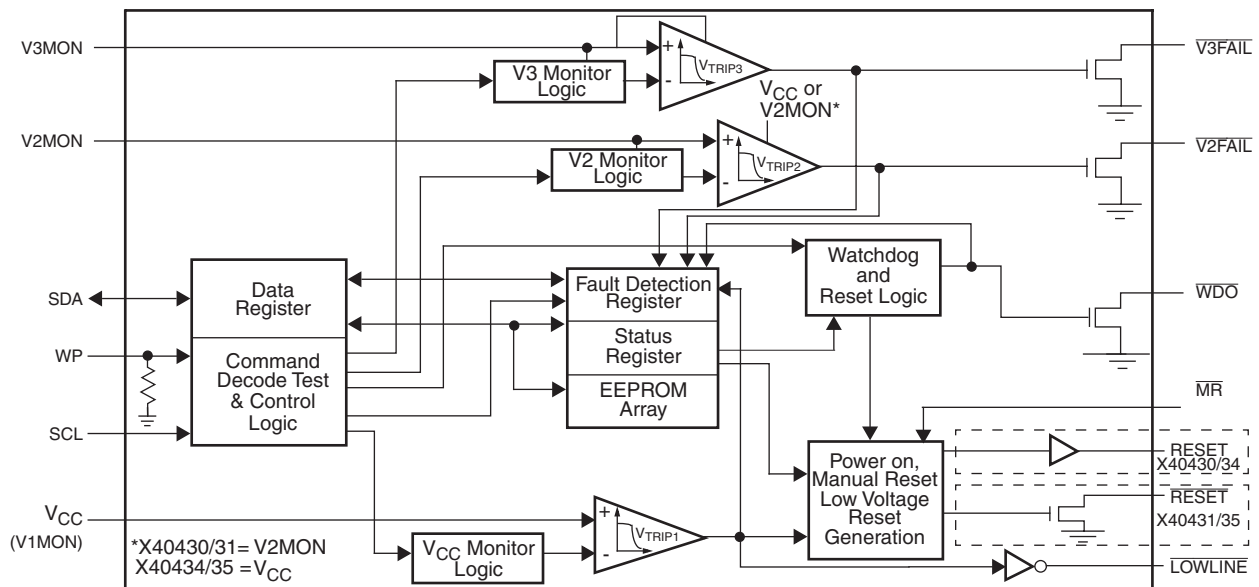 V3MON
V3 Monitor
Logic
+
-
VTRIP3
V3FAIL
VCC or
V2MON*
V2MON
V2 Monitor
Logic
+
-
VTRIP2
V2FAIL
SDA
WP
SCL
Data
Register
Command
Decode Test
& Control
Logic
Fault Detection
Register
Status
Register
EEPROM
Array
Watchdog
and
Reset Logic
WDO
MR
Power on,
Manual Reset
Low Voltage
Reset
Generation
RESET
X40430/34
RESET
X40431/35
VCC
(V1MON)
+
-
VTRIP1
VCC Monitor
Logic
LOWLINE
*X40430/31= V2MON
X40434/35 =VCC